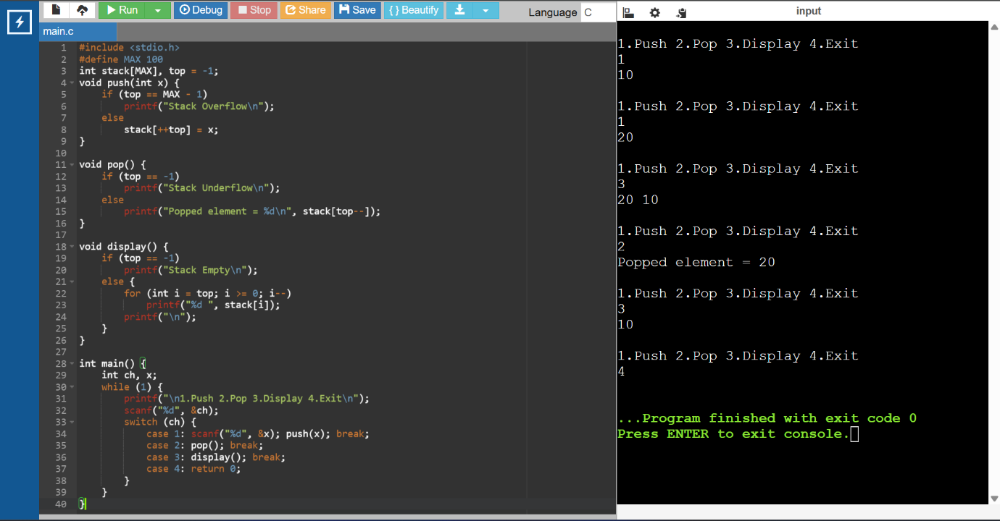 Run Debug Stop Share Save { } Beautify Language C
main.c
1 #include <stdio.h>
2 #define MAX 100
3 int stack[MAX], top = -1;
4 void push(int x) {
5 if (top == MAX - 1)
6 printf("Stack Overflow\n");
7 else
8 stack[++top] = x;
9 }
10
11 void pop() {
12 if (top == -1)
13 printf("Stack Underflow\n");
14 else
15 printf("Popped element = %d\n", stack[top--]);
16 }
17
18 void display() {
19 if (top == -1)
20 printf("Stack Empty\n");
21 else {
22 for (int i = top; i >= 0; i--)
23 printf("%d ", stack[i]);
24 printf("\n");
25 }
26 }
27
28 int main() {
29 int ch, x;
30 while (1) {
31 printf("\n1.Push 2.Pop 3.Display 4.Exit\n");
32 scanf("%d", &ch);
33 switch (ch) {
34 case 1: scanf("%d", &x); push(x); break;
35 case 2: pop(); break;
36 case 3: display(); break;
37 case 4: return 0;
38 }
39 }
40 }
input
1.Push 2.Pop 3.Display 4.Exit
1
10
1.Push 2.Pop 3.Display 4.Exit
1
20
1.Push 2.Pop 3.Display 4.Exit
3
20 10
1.Push 2.Pop 3.Display 4.Exit
2
Popped element = 20
1.Push 2.Pop 3.Display 4.Exit
3
10
1.Push 2.Pop 3.Display 4.Exit
4
...Program finished with exit code 0
Press ENTER to exit console.